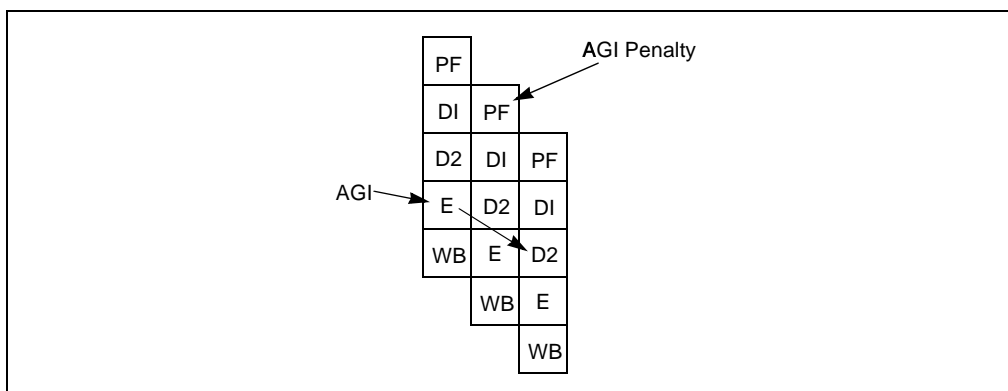 AGI Penalty
PF
DI PF
D2 DI PF
AGI E D2 DI
WB E D2
WB E
WB